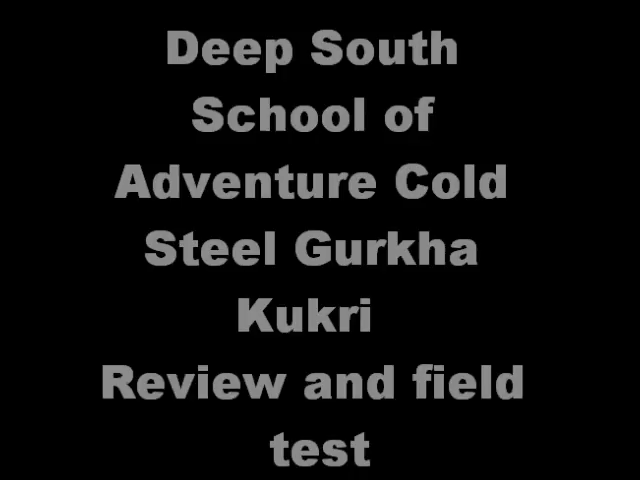 Deep South
School of
Adventure Cold
Steel Gurkha
Kukri
Review and field
test